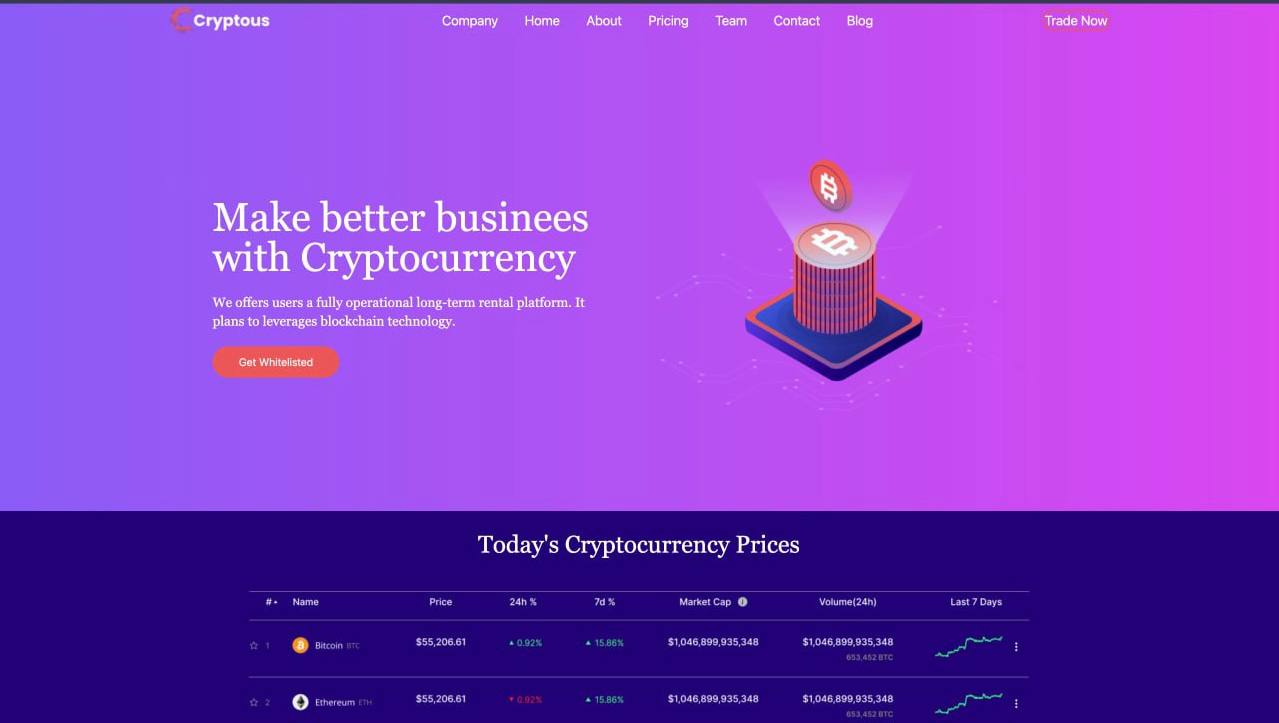 Cryptous Company Home About Pricing Team Contact Blog Trade Now
Make better businees
with Cryptocurrency
We offers users a fully operational long-term rental platform. It
plans to leverages blockchain technology.
Get Whitelisted
Today's Cryptocurrency Prices
# Name Price 24h % 7d % Market Cap Volume(24h) Last 7 Days
1 Bitcoin BTC $55,206.61 0.92% 15.86% $1,046,899,935,348 $1,046,899,935,348
653,452 BTC
2 Ethereum ETH $55,206.61 0.92% 15.86% $1,046,899,935,348 $1,046,899,935,348
653,452 BTC